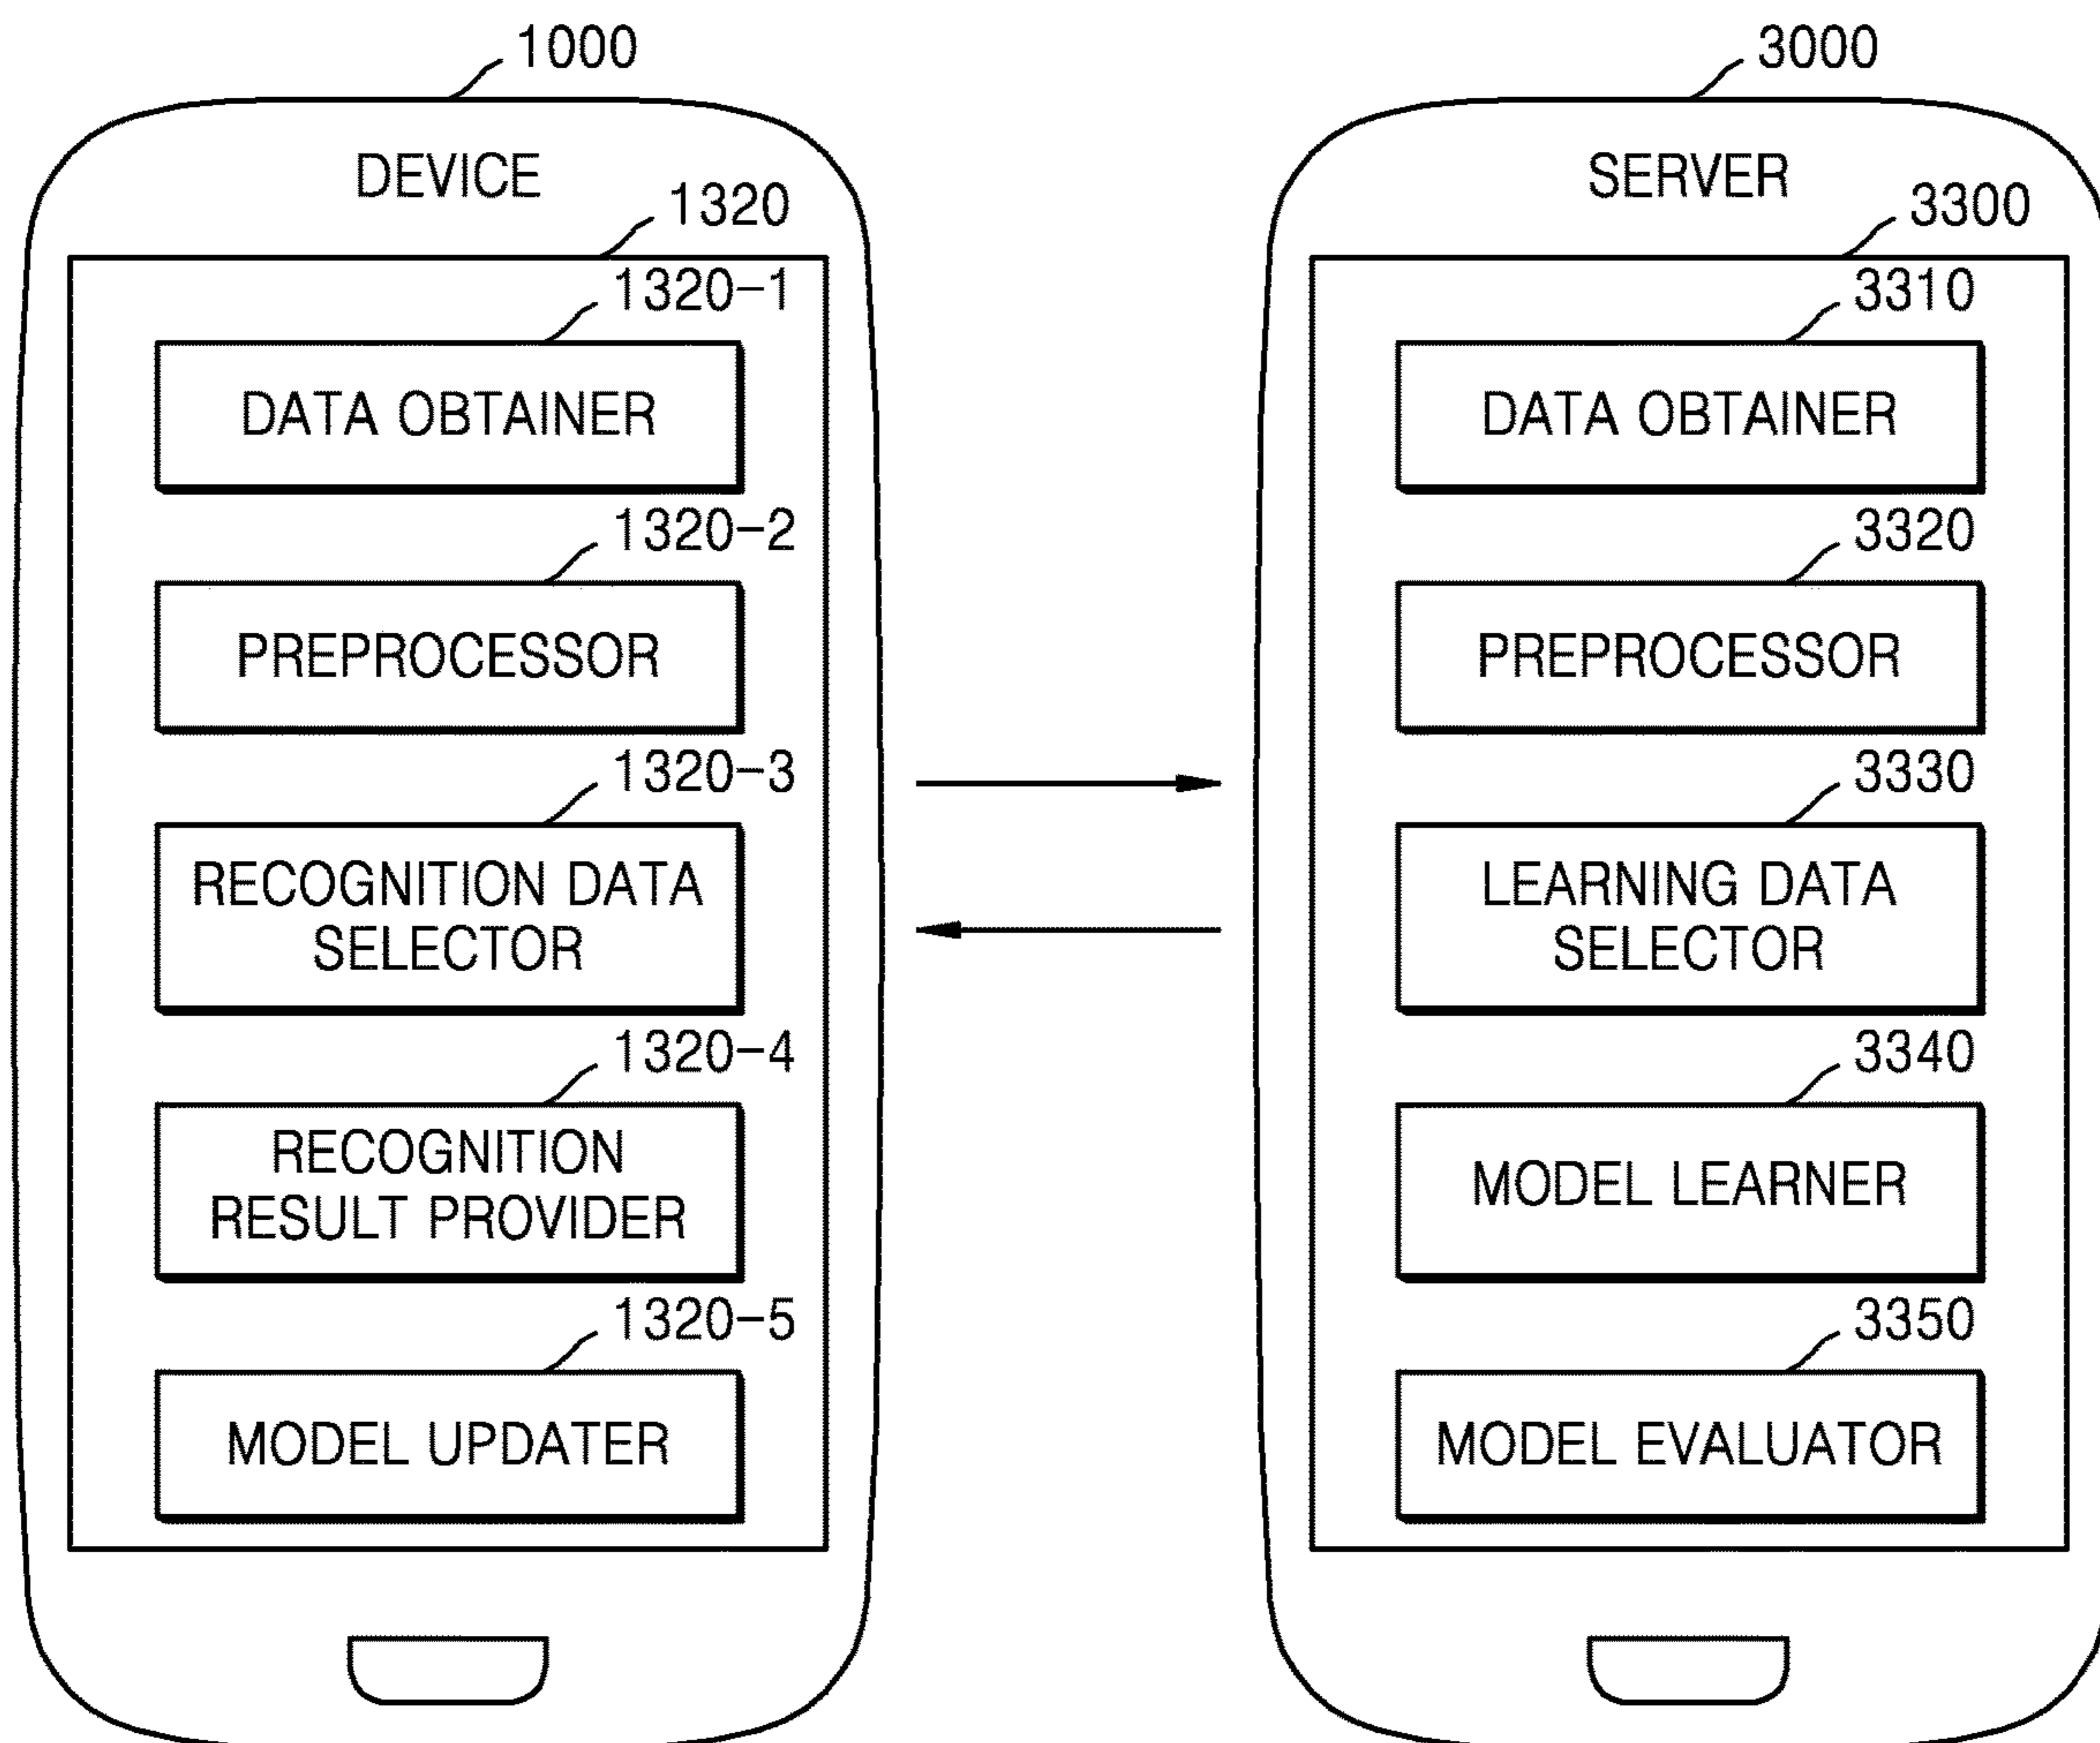 1000
DEVICE
1320
1320-1
DATA OBTAINER
1320-2
PREPROCESSOR
1320-3
RECOGNITION DATA
SELECTOR
1320-4
RECOGNITION
RESULT PROVIDER
1320-5
MODEL UPDATER
3000
SERVER
3300
3310
DATA OBTAINER
3320
PREPROCESSOR
3330
LEARNING DATA
SELECTOR
3340
MODEL LEARNER
3350
MODEL EVALUATOR